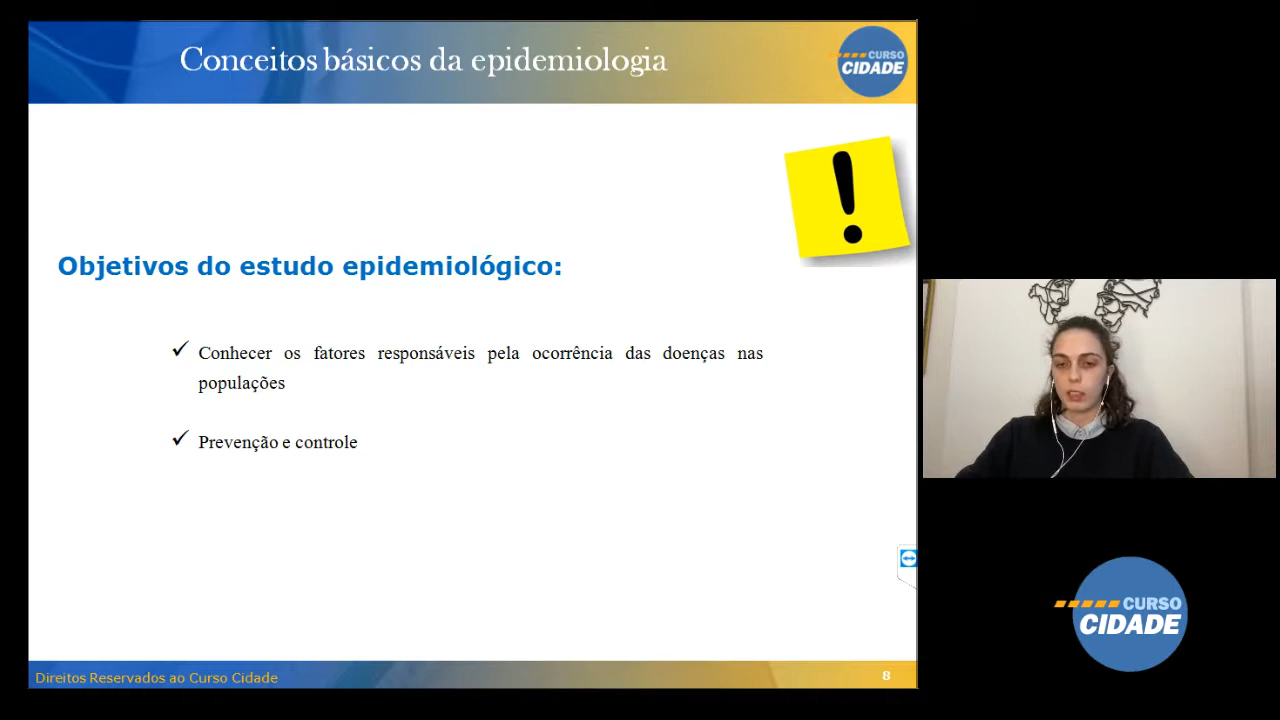 Conceitos básicos da epidemiologia
CURSO
CIDADE
!
Objetivos do estudo epidemiológico:
✓ Conhecer os fatores responsáveis pela ocorrência das doenças nas
populações
✓ Prevenção e controle
Direitos Reservados ao Curso Cidade
8
CURSO
CIDADE